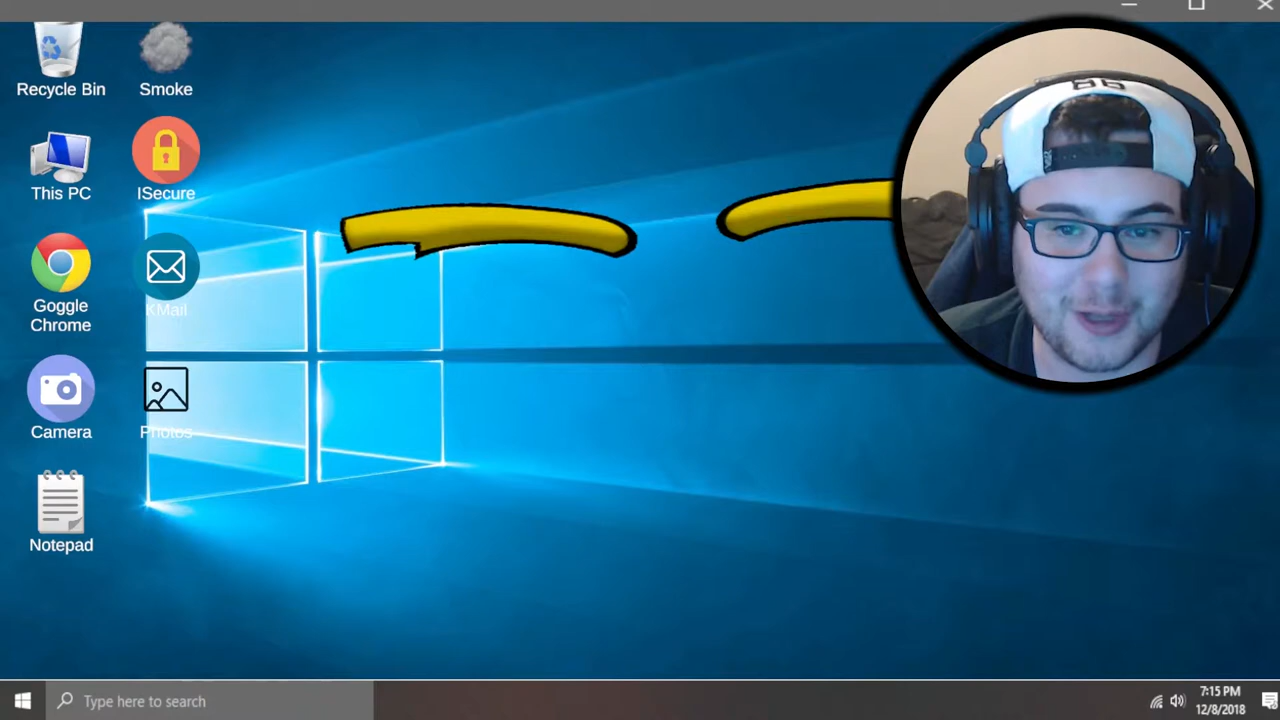 Recycle Bin
Smoke
This PC
ISecure
Goggle
Chrome
KMail
Camera
Photos
Notepad
Type here to search
7:15 PM
12/8/2018